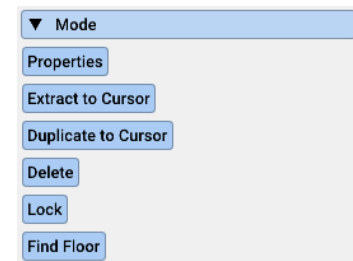 ▼ Mode
Properties
Extract to Cursor
Duplicate to Cursor
Delete
Lock
Find Floor